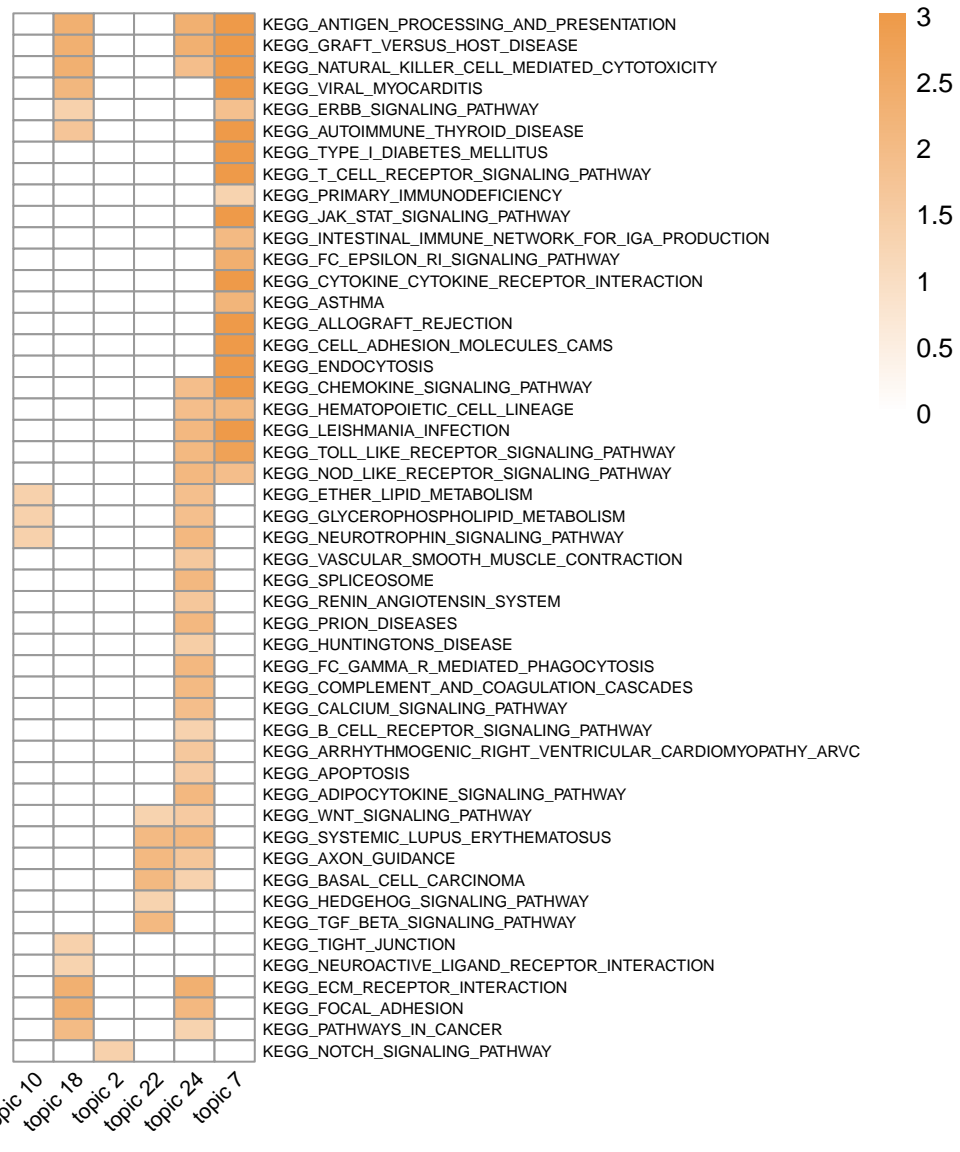 KEGG_ANTIGEN_PROCESSING_AND_PRESENTATION
KEGG_GRAFT_VERSUS_HOST_DISEASE
KEGG_NATURAL_KILLER_CELL_MEDIATED_CYTOTOXICITY
KEGG_VIRAL_MYOCARDITIS
KEGG_ERBB_SIGNALING_PATHWAY
KEGG_AUTOIMMUNE_THYROID_DISEASE
KEGG_TYPE_I_DIABETES_MELLITUS
KEGG_T_CELL_RECEPTOR_SIGNALING_PATHWAY
KEGG_PRIMARY_IMMUNODEFICIENCY
KEGG_JAK_STAT_SIGNALING_PATHWAY
KEGG_INTESTINAL_IMMUNE_NETWORK_FOR_IGA_PRODUCTION
KEGG_FC_EPSILON_RI_SIGNALING_PATHWAY
KEGG_CYTOKINE_CYTOKINE_RECEPTOR_INTERACTION
KEGG_ASTHMA
KEGG_ALLOGRAFT_REJECTION
KEGG_CELL_ADHESION_MOLECULES_CAMS
KEGG_ENDOCYTOSIS
KEGG_CHEMOKINE_SIGNALING_PATHWAY
KEGG_HEMATOPOIETIC_CELL_LINEAGE
KEGG_LEISHMANIA_INFECTION
KEGG_TOLL_LIKE_RECEPTOR_SIGNALING_PATHWAY
KEGG_NOD_LIKE_RECEPTOR_SIGNALING_PATHWAY
KEGG_ETHER_LIPID_METABOLISM
KEGG_GLYCEROPHOSPHOLIPID_METABOLISM
KEGG_NEUROTROPHIN_SIGNALING_PATHWAY
KEGG_VASCULAR_SMOOTH_MUSCLE_CONTRACTION
KEGG_SPLICEOSOME
KEGG_RENIN_ANGIOTENSIN_SYSTEM
KEGG_PRION_DISEASES
KEGG_HUNTINGTONS_DISEASE
KEGG_FC_GAMMA_R_MEDIATED_PHAGOCYTOSIS
KEGG_COMPLEMENT_AND_COAGULATION_CASCADES
KEGG_CALCIUM_SIGNALING_PATHWAY
KEGG_B_CELL_RECEPTOR_SIGNALING_PATHWAY
KEGG_ARRHYTHMOGENIC_RIGHT_VENTRICULAR_CARDIOMYOPATHY_ARVC
KEGG_APOPTOSIS
KEGG_ADIPOCYTOKINE_SIGNALING_PATHWAY
KEGG_WNT_SIGNALING_PATHWAY
KEGG_SYSTEMIC_LUPUS_ERYTHEMATOSUS
KEGG_AXON_GUIDANCE
KEGG_BASAL_CELL_CARCINOMA
KEGG_HEDGEHOG_SIGNALING_PATHWAY
KEGG_TGF_BETA_SIGNALING_PATHWAY
KEGG_TIGHT_JUNCTION
KEGG_NEUROACTIVE_LIGAND_RECEPTOR_INTERACTION
KEGG_ECM_RECEPTOR_INTERACTION
KEGG_FOCAL_ADHESION
KEGG_PATHWAYS_IN_CANCER
KEGG_NOTCH_SIGNALING_PATHWAY
opic 10
topic 18
topic 2
topic 22
topic 24
topic 7
3
2.5
2
1.5
1
0.5
0